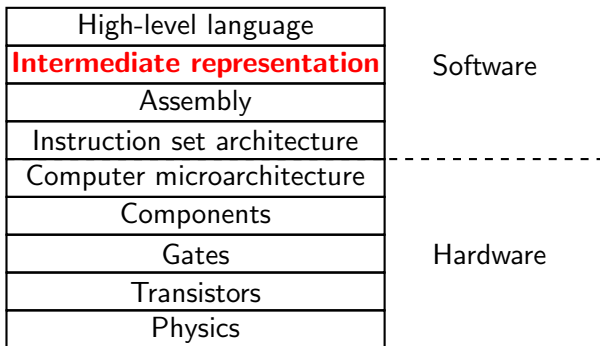 High-level language
Intermediate representation
Software
Assembly
Instruction set architecture
Computer microarchitecture
Components
Gates
Hardware
Transistors
Physics